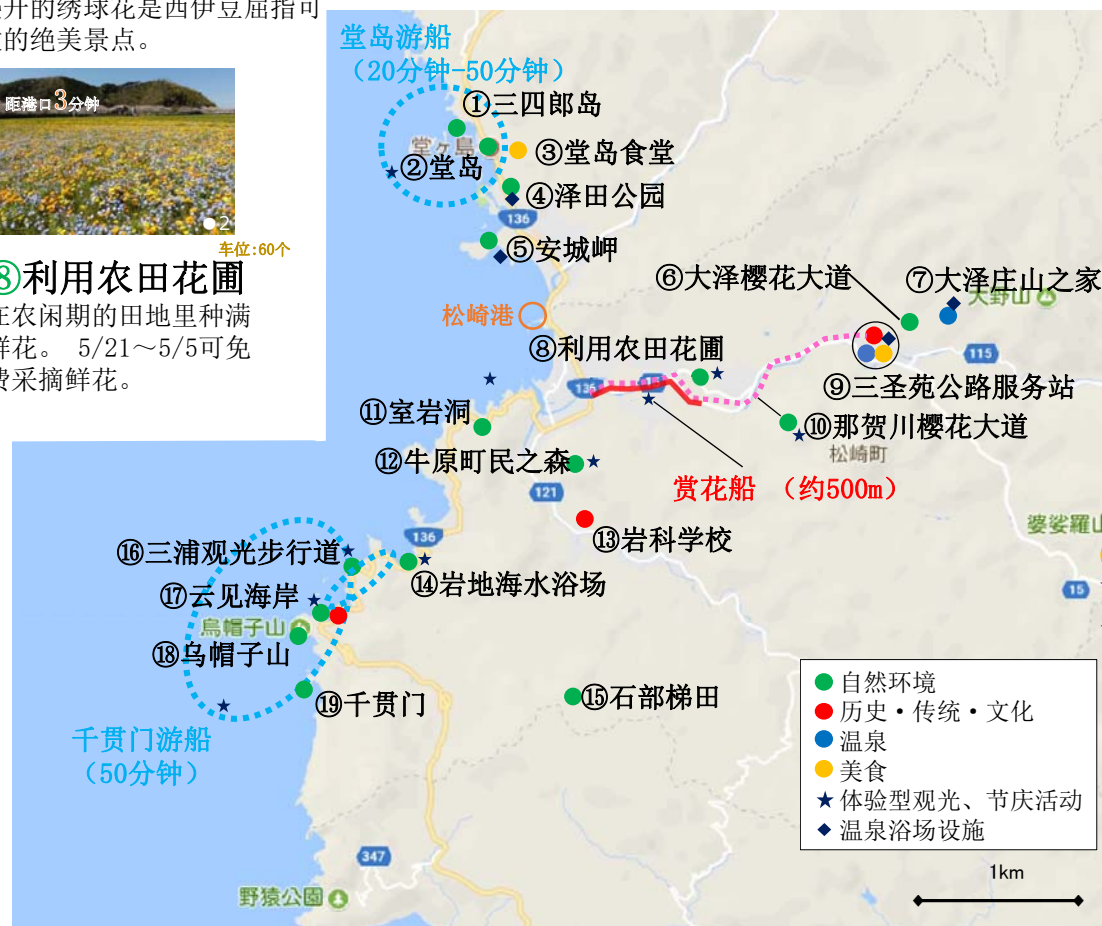 开的绣球花是西伊豆屈指可
的绝美景点。
距港口3分钟
车位:60个
⑧利用农田花圃
在农闲期的田地里种满
鲜花。 5/21～5/5可免
费采摘鲜花。
堂岛游船
（20分钟-50分钟）
①三四郎岛
堂ヶ島
②堂岛
③堂岛食堂
④泽田公园
136
⑤安城岬
⑥大泽樱花大道
⑦大泽庄山之家
天野山
松崎港
⑧利用农田花圃
115
136
⑨三圣苑公路服务站
⑪室岩洞
⑩那贺川樱花大道
松崎町
⑫牛原町民之森
赏花船 （约500m）
121
⑬岩科学校
婆娑羅山
136
⑯三浦观光步行道
⑭岩地海水浴场
15
⑰云见海岸
烏帽子山
⑱乌帽子山
⑲千贯门
⑮石部梯田
千贯门游船
（50分钟）
自然环境
历史・传统・文化
温泉
美食
体验型观光、节庆活动
温泉浴场设施
347
1km
野猿公園